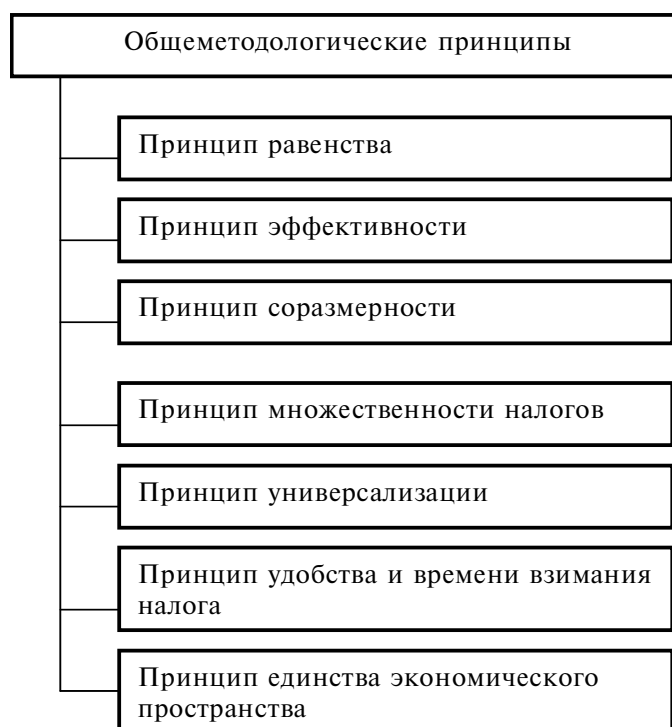 Общеметодологические принципы
Принцип равенства
Принцип эффективности
Принцип соразмерности
Принцип множественности налогов
Принцип универсализации
Принцип удобства и времени взимания
налога
Принцип единства экономического
пространства